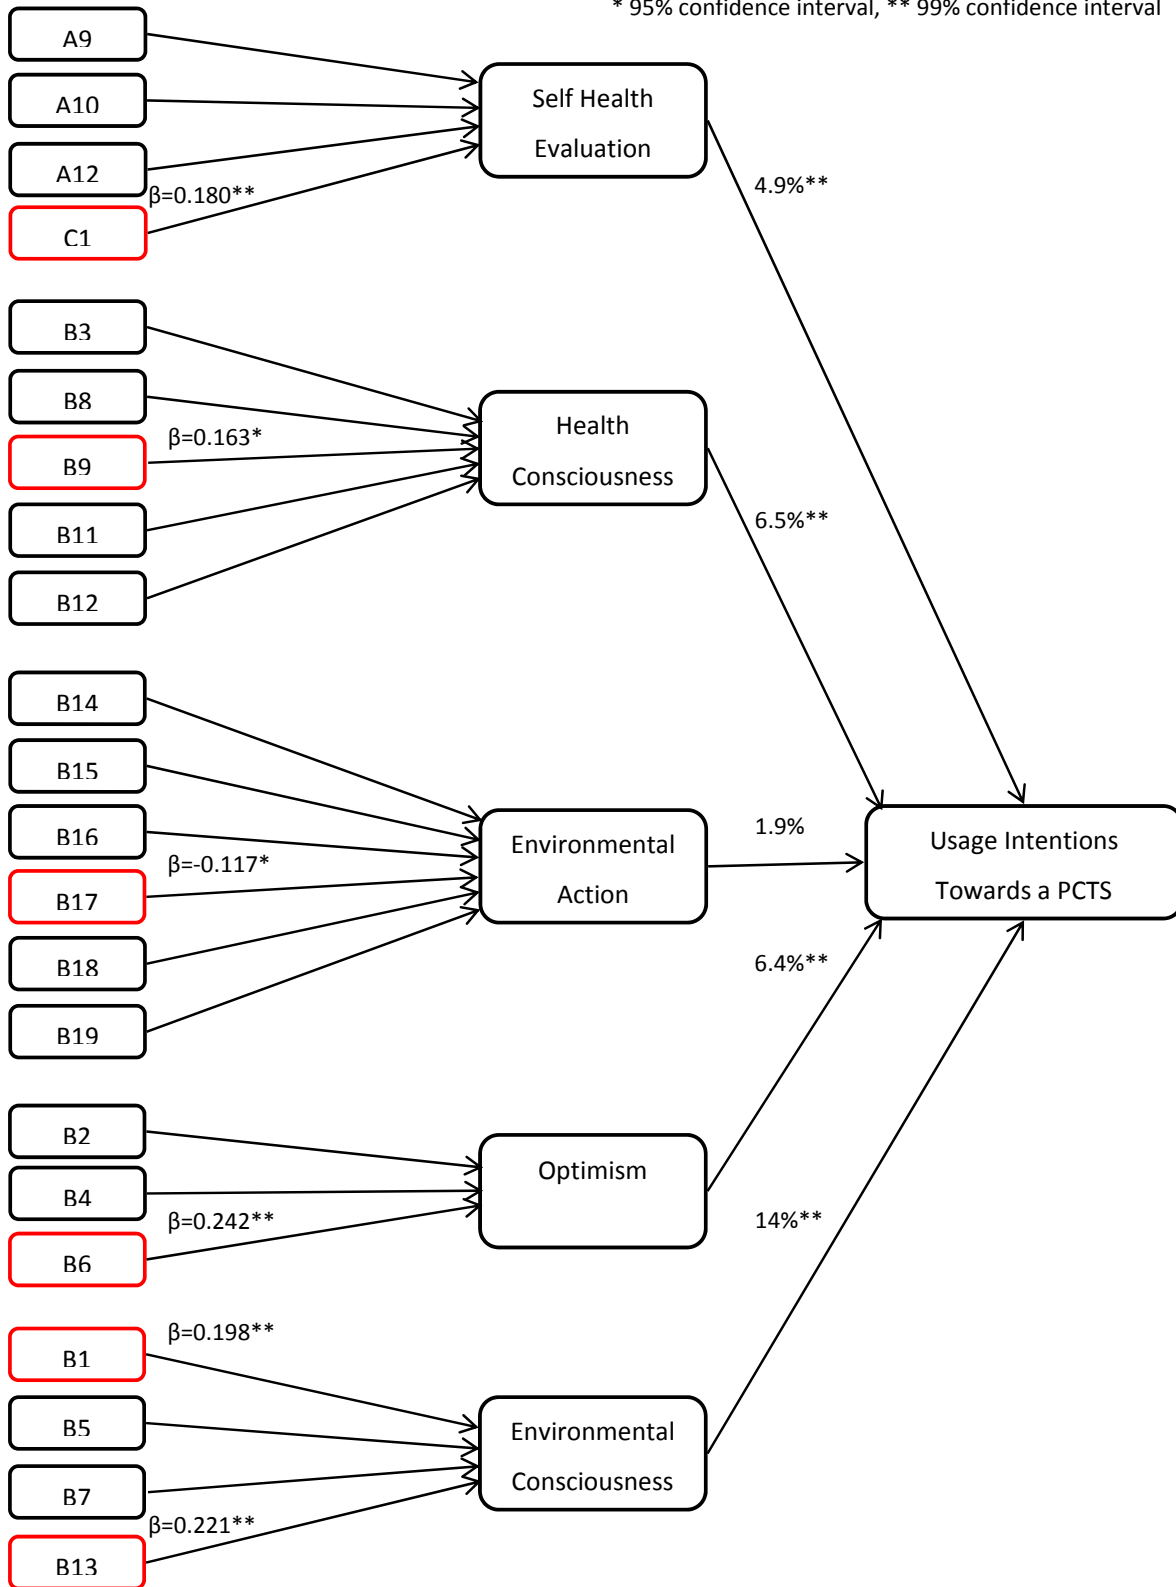 * 95% confidence interval, ** 99% confidence interval
A9
A10
A12
β=0.180**
C1
Self Health
Evaluation
4.9%**
B3
B8
β=0.163*
B9
B11
B12
Health
Consciousness
6.5%**
B14
B15
B16
β=-0.117*
B17
B18
B19
Environmental
Action
1.9%
Usage Intentions
Towards a PCTS
6.4%**
B2
B4
β=0.242**
B6
Optimism
14%**
β=0.198**
B1
B5
B7
β=0.221**
B13
Environmental
Consciousness